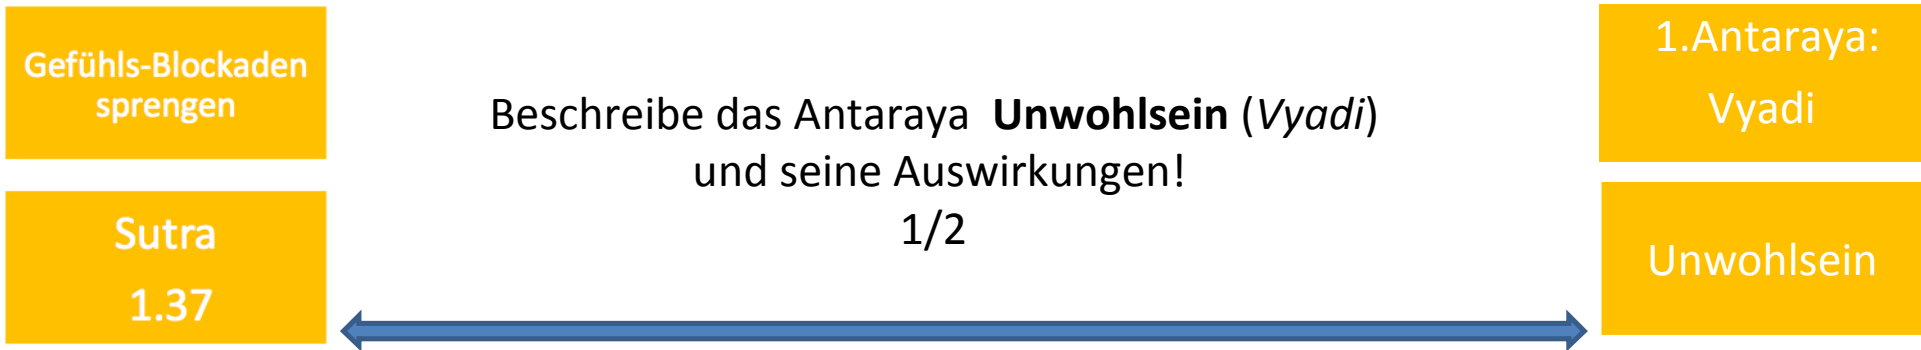 Gefühls-Blockaden
sprengen
Sutra
1.37
Beschreibe das Antaraya Unwohlsein (Vyadi)
und seine Auswirkungen!
1/2
1.Antaraya:
Vyadi
Unwohlsein